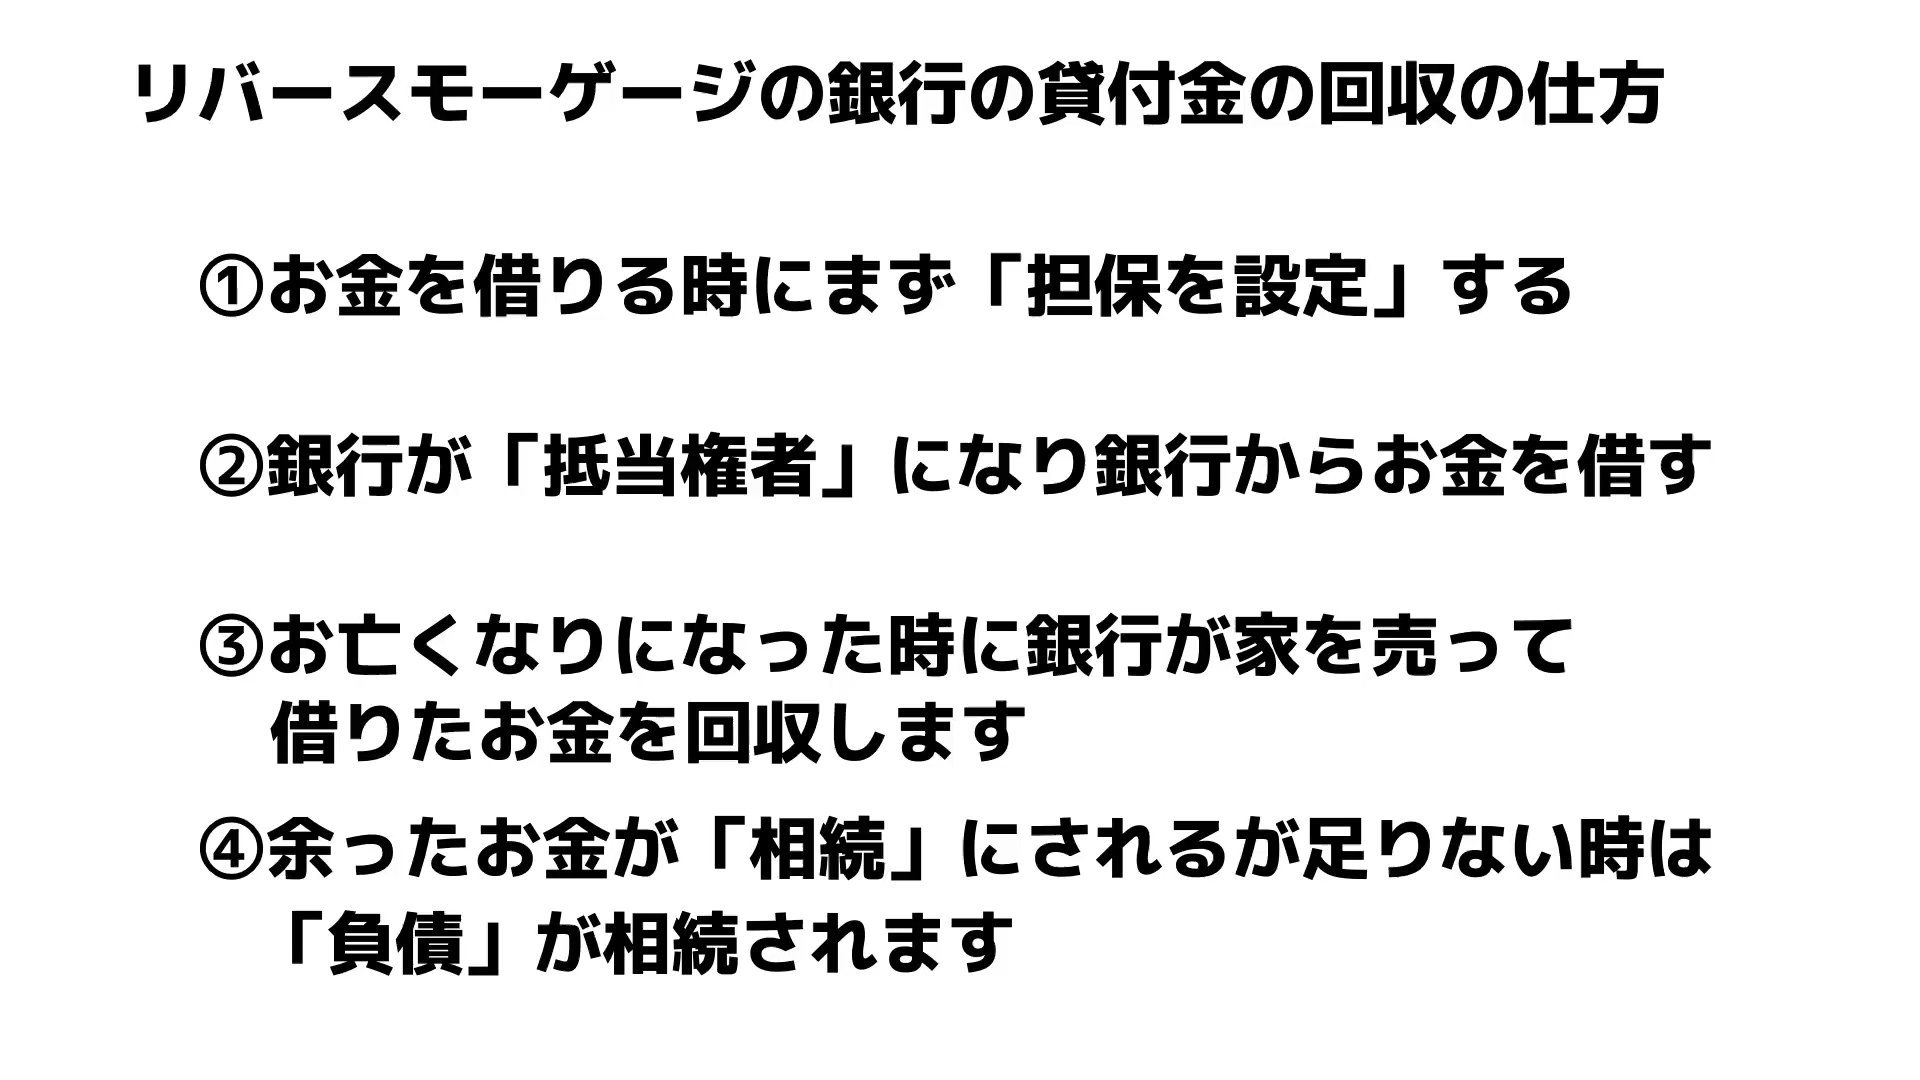 リバースモーゲージの銀行の貸付金の回収の仕方
①お金を借りる時にまず「担保を設定」する
②銀行が「抵当権者」になり銀行からお金を借す
③お亡くなりになった時に銀行が家を売って
借りたお金を回収します
④余ったお金が「相続」にされるが足りない時は
「負債」が相続されます